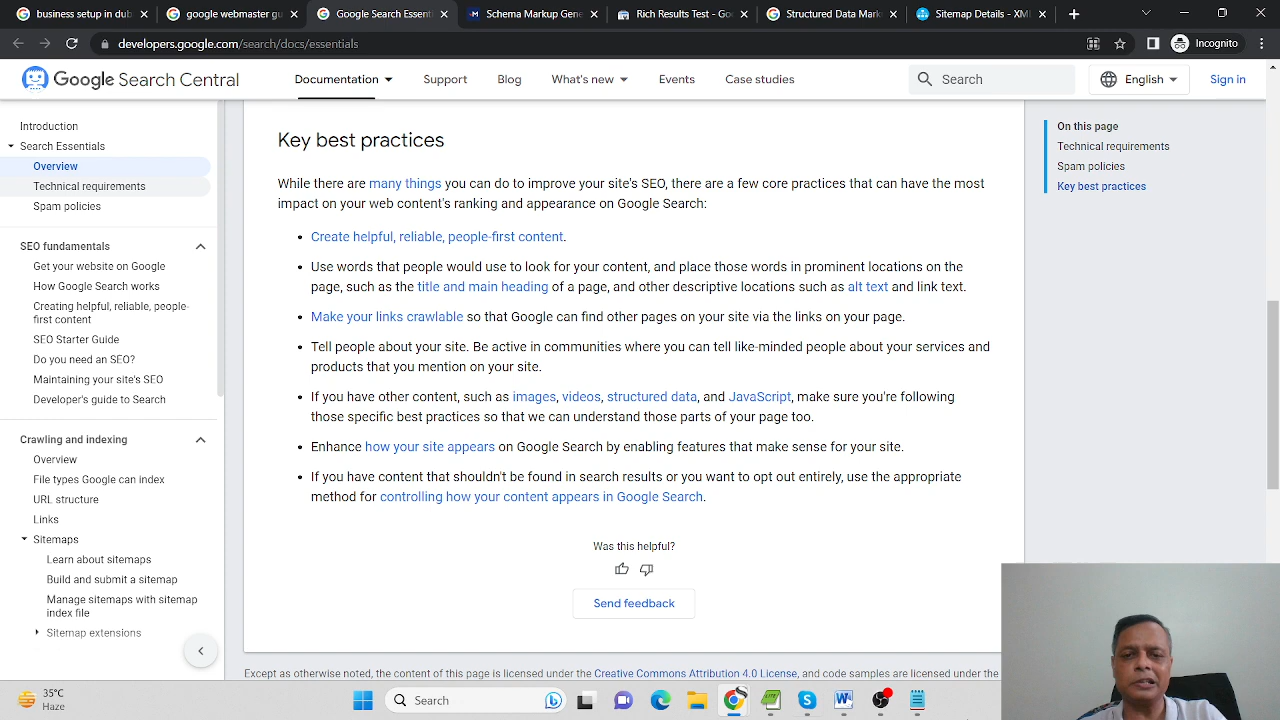 business setup in dub
google webmaster gu
Google Search Essenti
Schema Markup Gene
Rich Results Test - Go
Structured Data Mark
Sitemap Details - XML
developers.google.com/search/docs/essentials
Incognito
Google Search Central
Documentation
Support
Blog
What's new
Events
Case studies
Search
English
Sign in
Introduction
Search Essentials
Overview
Technical requirements
Spam policies
SEO fundamentals
Get your website on Google
How Google Search works
Creating helpful, reliable, people-
first content
SEO Starter Guide
Do you need an SEO?
Maintaining your site's SEO
Developer's guide to Search
Crawling and indexing
Overview
File types Google can index
URL structure
Links
Sitemaps
Learn about sitemaps
Build and submit a sitemap
Manage sitemaps with sitemap
index file
Sitemap extensions
Key best practices
While there are many things you can do to improve your site's SEO, there are a few core practices that can have the most
impact on your web content's ranking and appearance on Google Search:
• Create helpful, reliable, people-first content.
• Use words that people would use to look for your content, and place those words in prominent locations on the
page, such as the title and main heading of a page, and other descriptive locations such as alt text and link text.
• Make your links crawlable so that Google can find other pages on your site via the links on your page.
• Tell people about your site. Be active in communities where you can tell like-minded people about your services and
products that you mention on your site.
• If you have other content, such as images, videos, structured data, and JavaScript, make sure you're following
those specific best practices so that we can understand those parts of your page too.
• Enhance how your site appears on Google Search by enabling features that make sense for your site.
• If you have content that shouldn't be found in search results or you want to opt out entirely, use the appropriate
method for controlling how your content appears in Google Search.
Was this helpful?
Send feedback
Except as otherwise noted, the content of this page is licensed under the Creative Commons Attribution 4.0 License, and code samples are licensed under the
On this page
Technical requirements
Spam policies
Key best practices
35°C
Haze
Search